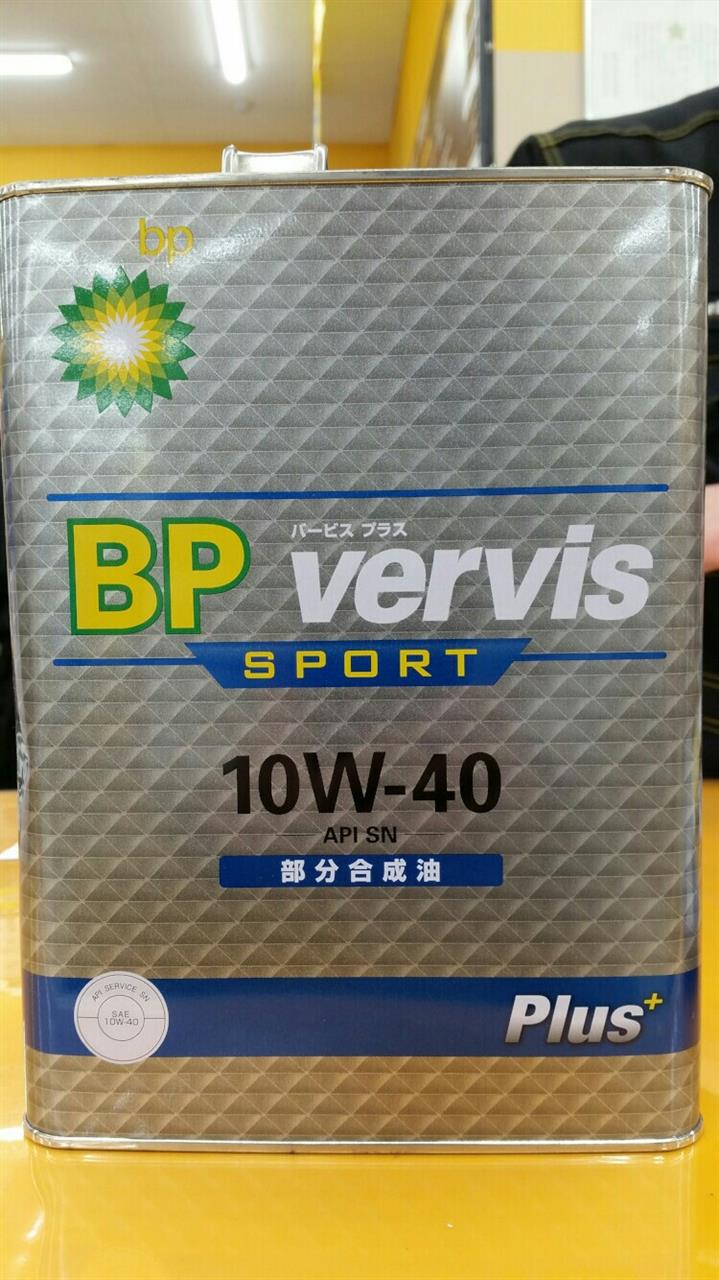 bp
バービス プラス
BP vervis
SPORT
10W-40
API SN
部分合成油
API SERVICE SN
SAE
10W-40
Plus+